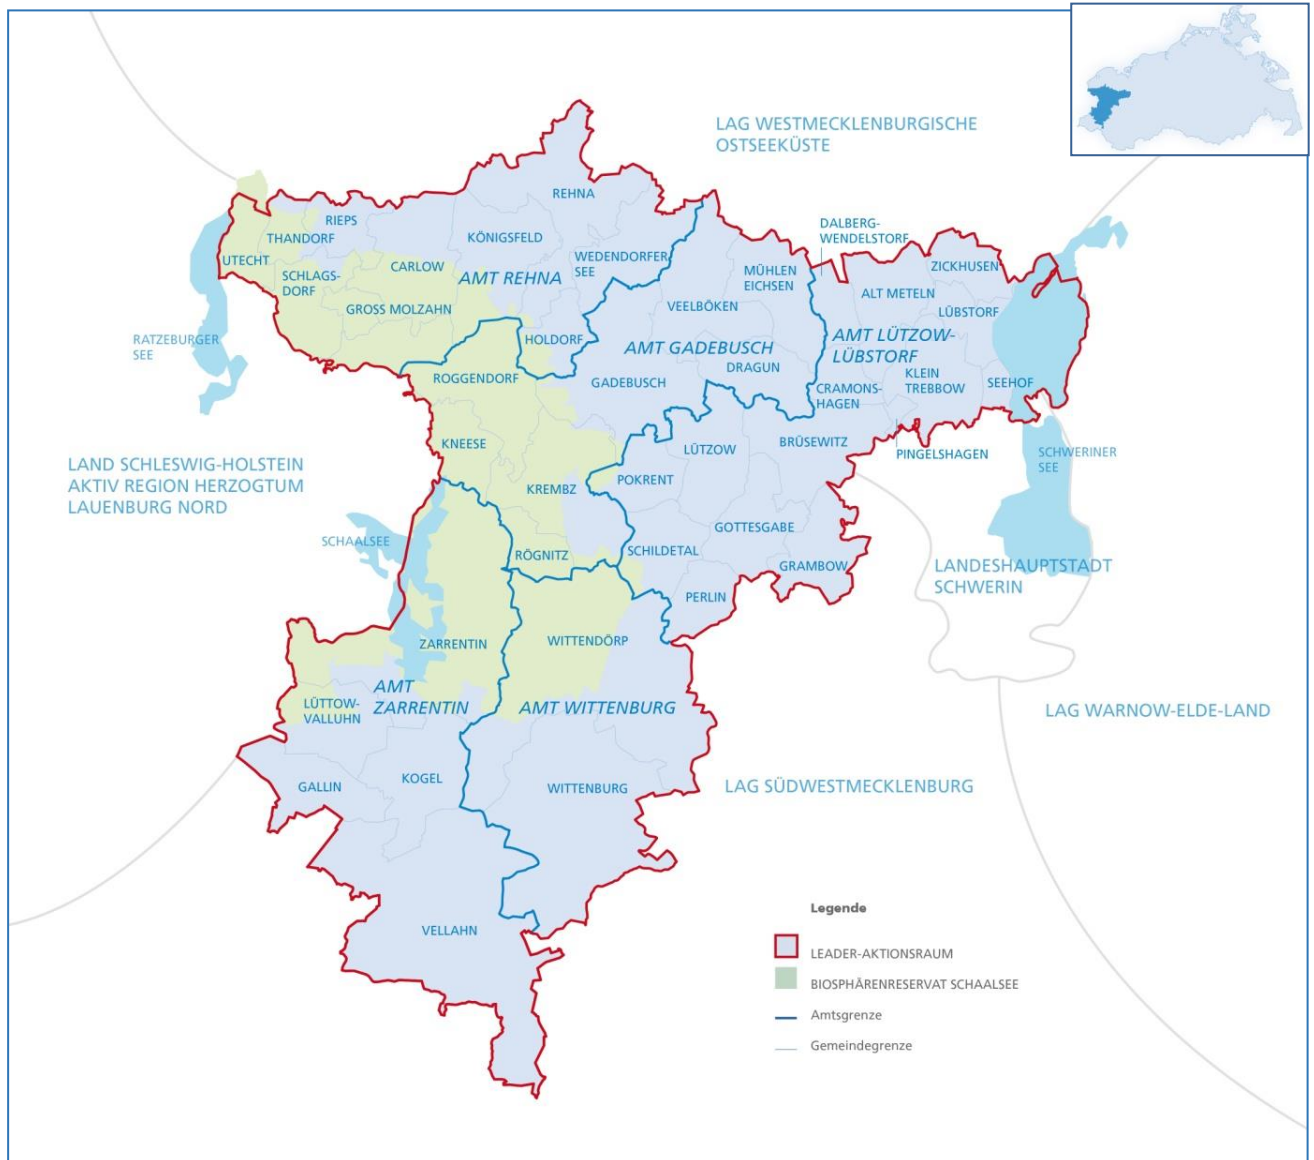 LAG WESTMECKLENBURGISCHE
OSTSEEKÜSTE
REHNA
RIEPS
THANDORF
KÖNIGSFELD
DALBERG-
WENDELSTORF
UTECHT
SCHLAGS-
DORF
CARLOW
AMT REHNA
WEDENDORFER
SEE
MÜHLEN
EICHSEN
ZICKHUSEN
ALT METELN
LÜBSTORF
GROSS MOLZAHN
VEELBÖKEN
RATZEBURGER
SEE
HOLDORF
AMT GADEBUSCH
AMT LÜTZOW-
LÜBSTORF
ROGGENDORF
GADEBUSCH
DRAGUN
CRAMONS-
HAGEN
KLEIN
TREBBOW
SEEHOF
KNEESE
LÜTZOW
BRÜSEWITZ
PINGELSHAGEN
SCHWERINER
SEE
LAND SCHLESWIG-HOLSTEIN
AKTIV REGION HERZOGTUM
LAUENBURG NORD
KREMBZ
POKRENT
SCHAALSEE
RÖGNITZ
SCHILDETAL
GOTTESGABE
GRAMBOW
LANDESHAUPTSTADT
SCHWERIN
PERLIN
ZARRENTIN
WITTENDÖRP
AMT
ZARRENTIN
LÜTTOW-
VALLUHN
AMT WITTENBURG
LAG WARNOW-ELDE-LAND
GALLIN
KOGEL
WITTENBURG
LAG SÜDWESTMECKLENBURG
VELLAHN
Legende
LEADER-AKTIONSRAUM
BIOSPHÄRENRESERVAT SCHAALSEE
Amtsgrenze
Gemeindegrenze